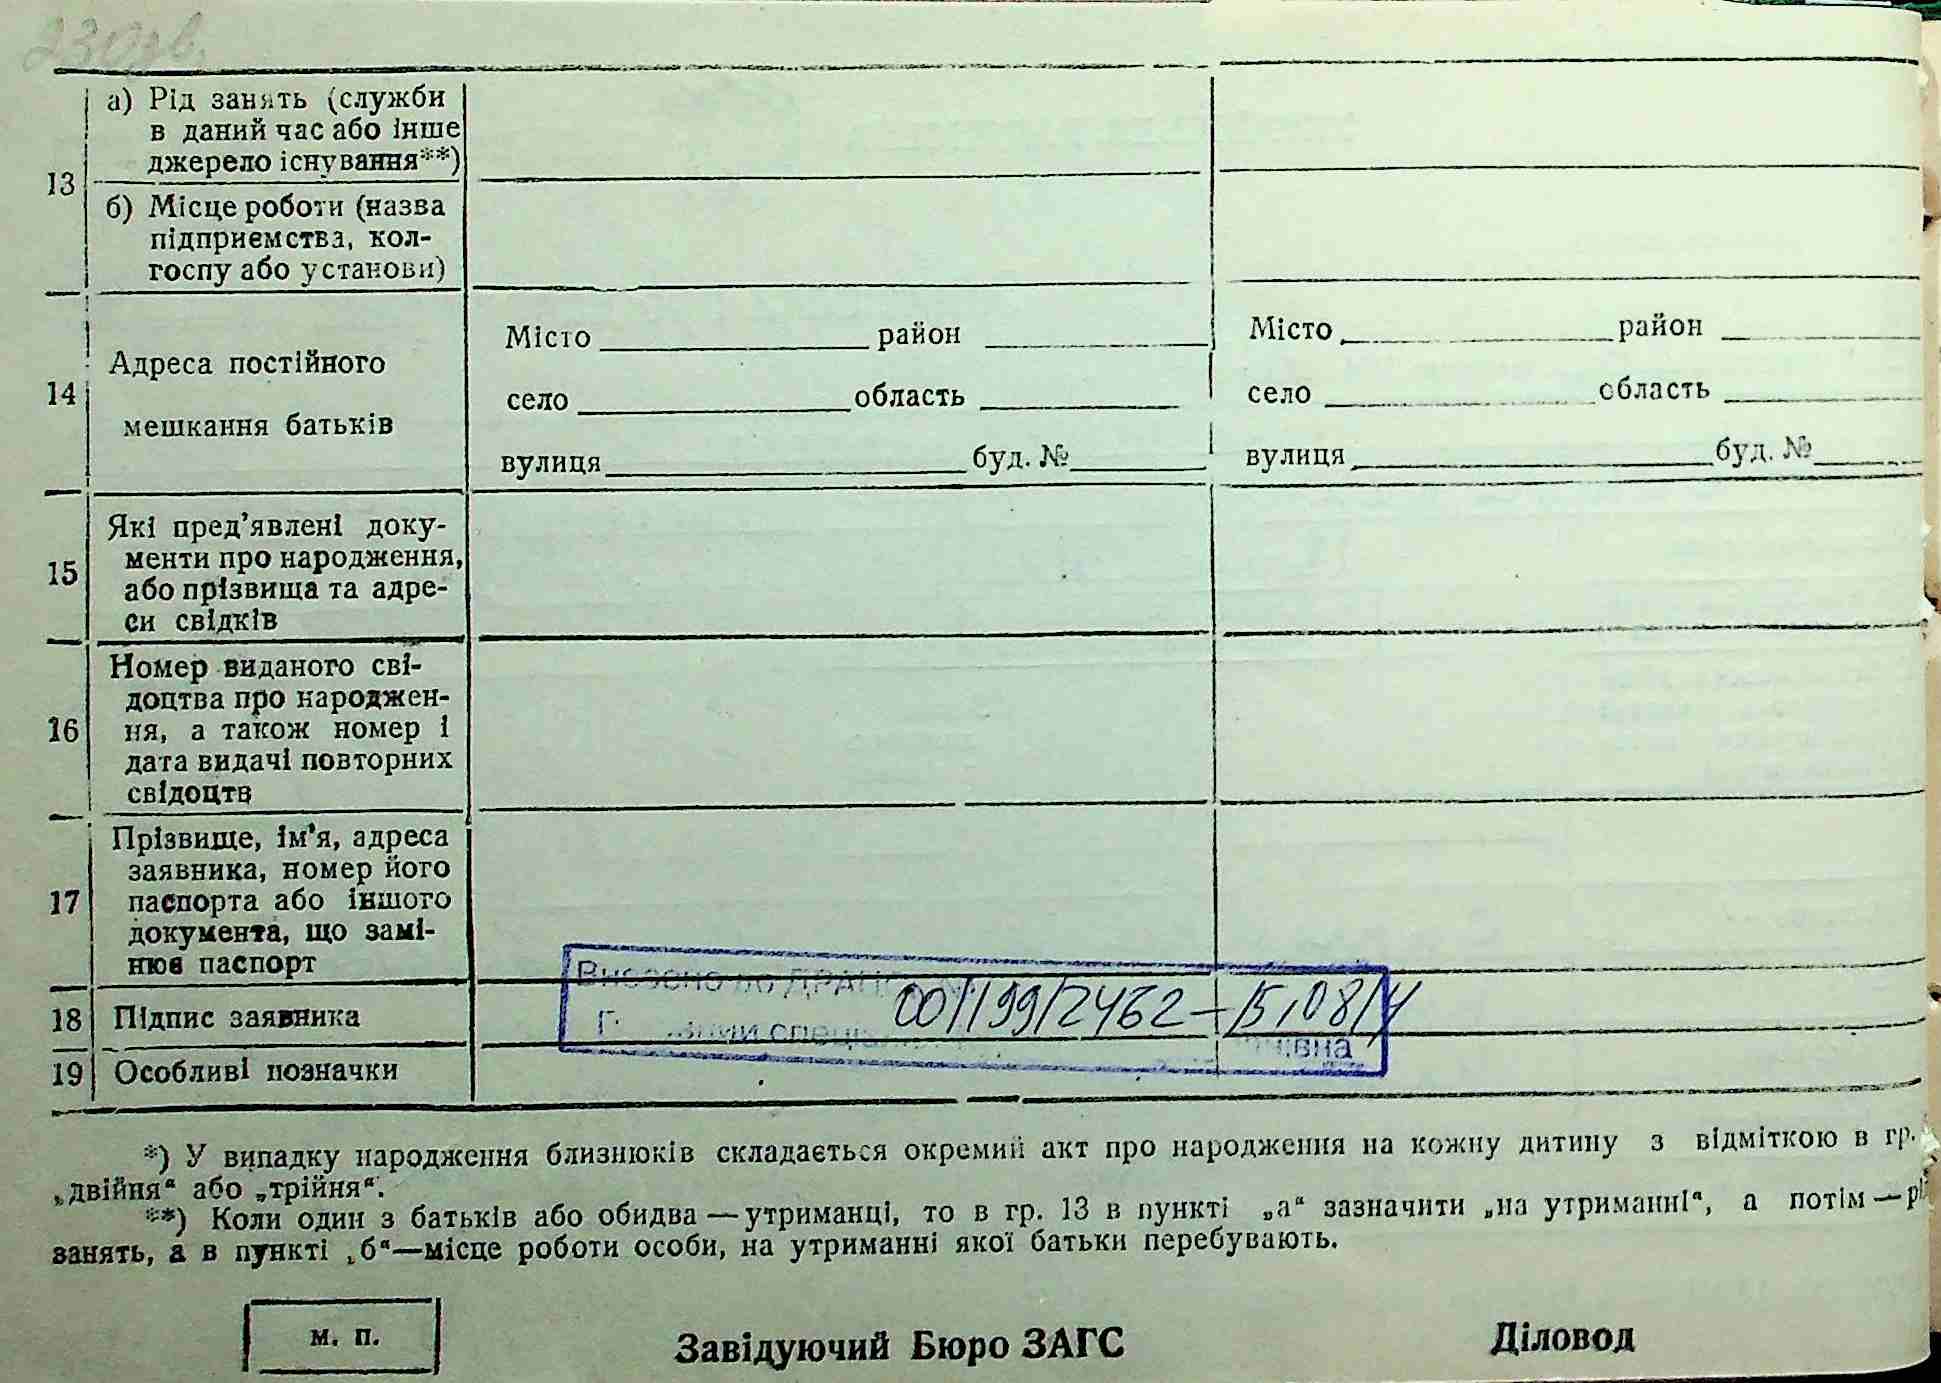 230зв.
а) Рід занять (служби
в даний час або інше
джерело існування**)
13
б) Місце роботи (назва
підприємства, кол-
госпу або установи)
14
Адреса постійного
мешкання батьків
Місто район
село область
вулиця буд. №
Місто район
село область
вулиця буд. №
15
Які пред’явлені доку-
менти про народження,
або прізвища та адре-
си свідків
16
Номер виданого сві-
доцтва про народжен-
ня, а також номер і
дата видачі повторних
свідоцтв
17
Прізвище, ім’я, адреса
заявника, номер його
паспорта або іншого
документа, що замі-
нює паспорт
Внесено до ДРАЦС
00/199/2462-15,08/14
18 Підпис заявника
19 Особливі позначки
*) У випадку народження близнюків складається окремий акт про народження на кожну дитину з відміткою в гр.
„двійня“ або „трійня“.
**) Коли один з батьків або обидва — утриманці, то в гр. 13 в пункті „а“ зазначити „на утриманні“, а потім — рі
занять, а в пункті „б“—місце роботи особи, на утриманні якої батьки перебувають.
м. п.
Завідуючий Бюро ЗАГС
Діловод